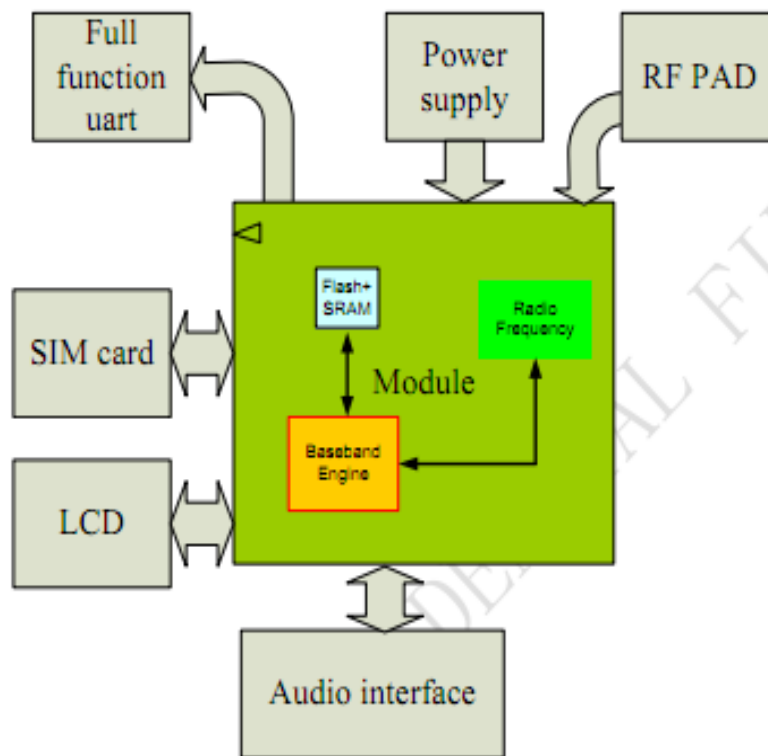 Full
function
uart
Power
supply
RF PAD
Flash+
SRAM
Radio
Frequency
SIM card
Module
Baseband
Engine
LCD
Audio interface